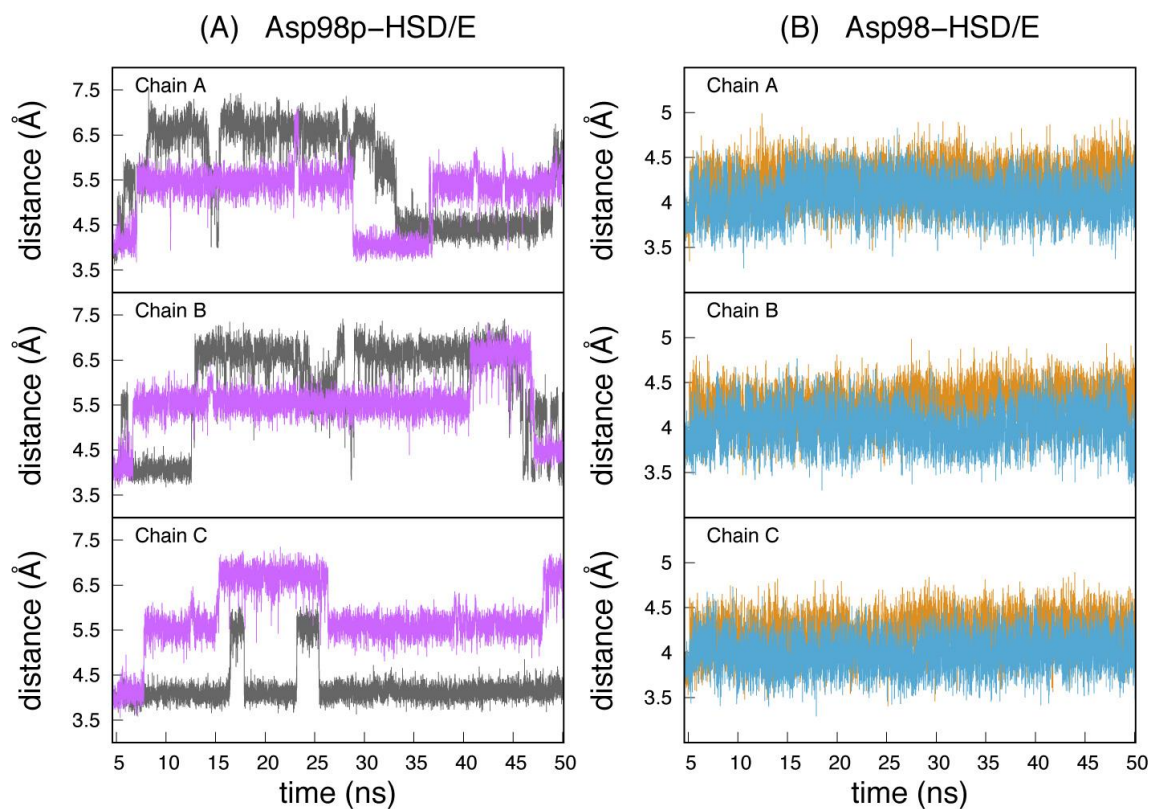 (A) Asp98p−HSD/E
(B) Asp98−HSD/E
Chain A
7.5
6.5
5.5
4.5
3.5
distance (Å)
Chain A
5
4.5
4
3.5
distance (Å)
Chain B
7.5
6.5
5.5
4.5
3.5
distance (Å)
Chain B
5
4.5
4
3.5
distance (Å)
Chain C
7.5
6.5
5.5
4.5
3.5
distance (Å)
Chain C
5
4.5
4
3.5
distance (Å)
5 10 15 20 25 30 35 40 45 50
time (ns)
5 10 15 20 25 30 35 40 45 50
time (ns)